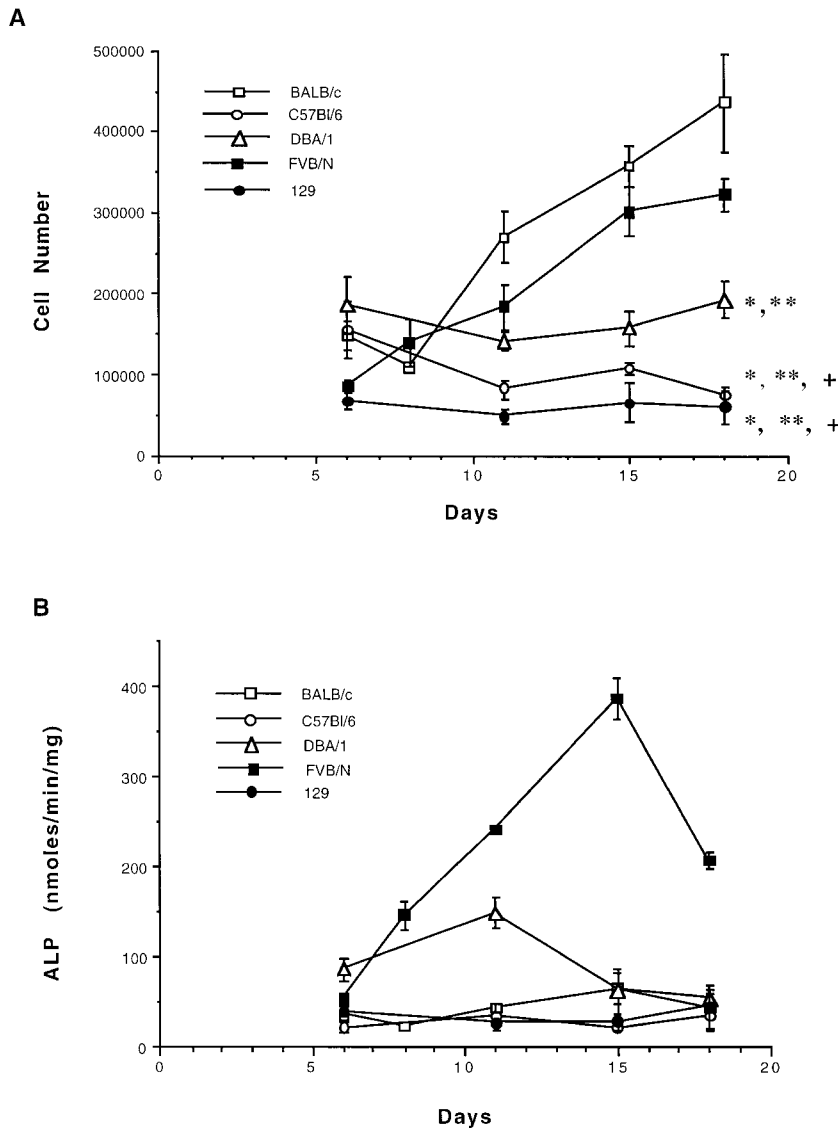 A
500000
400000
300000
200000
100000
0
Cell Number
BALB/c
C57Bl/6
DBA/1
FVB/N
129
*,**
*, **, +
*, **, +
0 5 10 15 20
Days
B
400
300
200
100
0
ALP (nmoles/min/mg)
BALB/c
C57Bl/6
DBA/1
FVB/N
129
0 5 10 15 20
Days